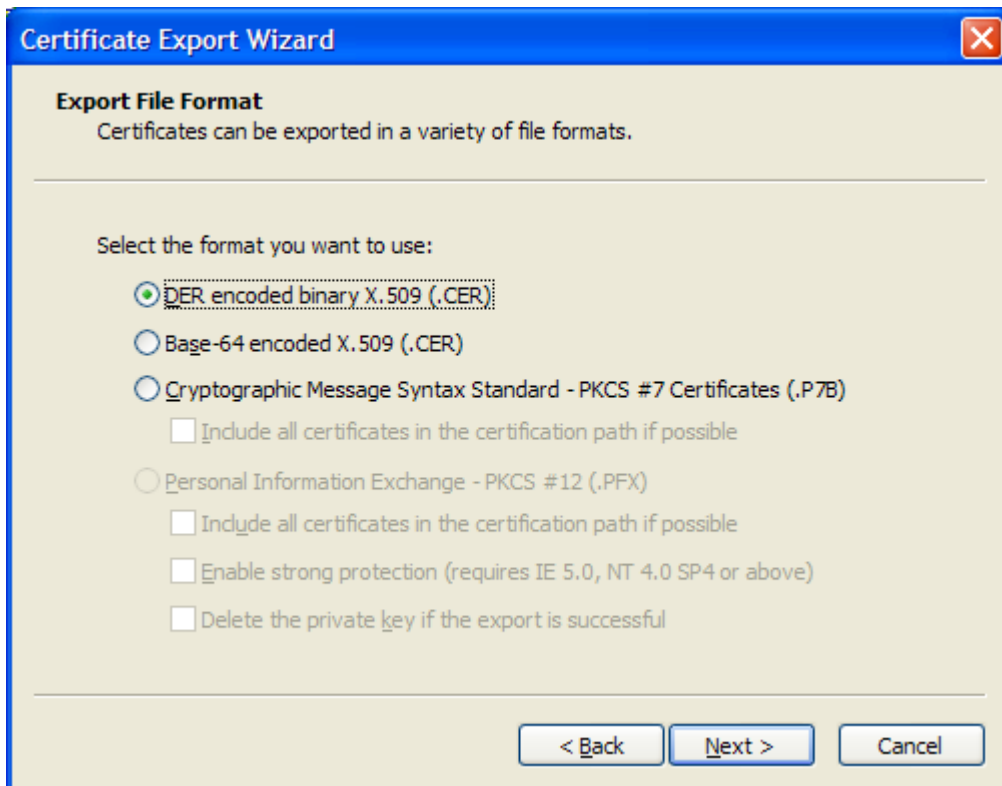 Certificate Export Wizard
Export File Format
Certificates can be exported in a variety of file formats.
Select the format you want to use:
DER encoded binary X.509 (.CER)
Base-64 encoded X.509 (.CER)
Cryptographic Message Syntax Standard - PKCS #7 Certificates (.P7B)
Include all certificates in the certification path if possible
Personal Information Exchange - PKCS #12 (.PFX)
Include all certificates in the certification path if possible
Enable strong protection (requires IE 5.0, NT 4.0 SP4 or above)
Delete the private key if the export is successful
< Back Next > Cancel